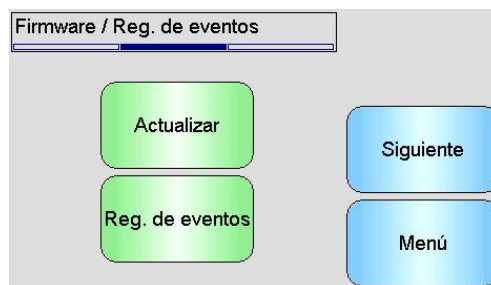 Firmware / Reg. de eventos
Actualizar
Siguiente
Reg. de eventos
Menú